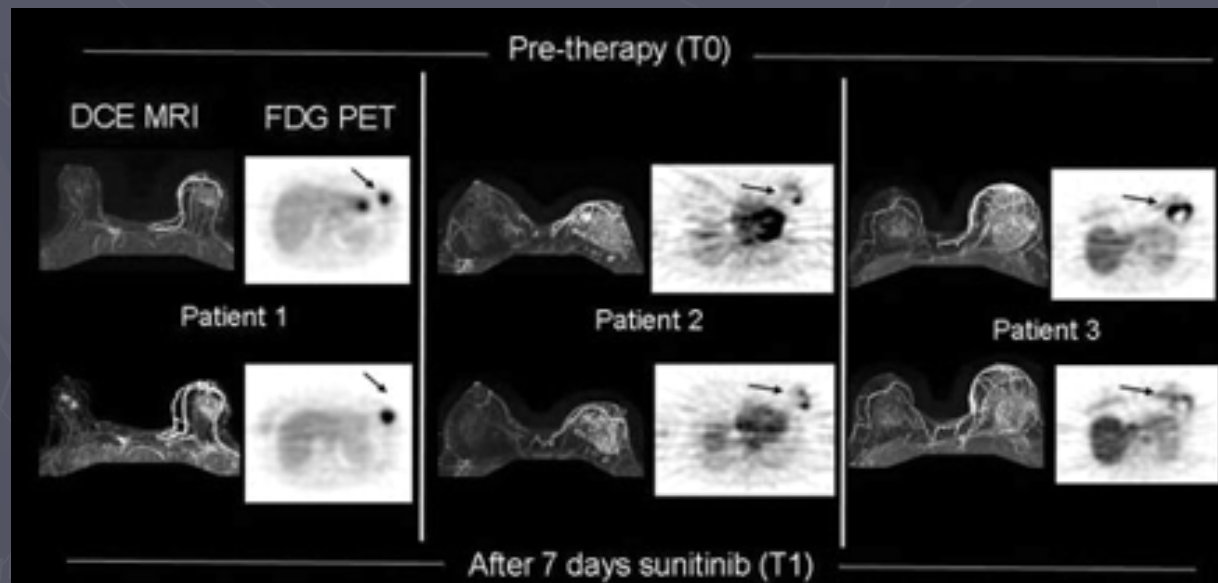 Pre-therapy (T0)
DCE MRI
FDG PET
Patient 1
Patient 2
Patient 3
After 7 days sunitinib (T1)